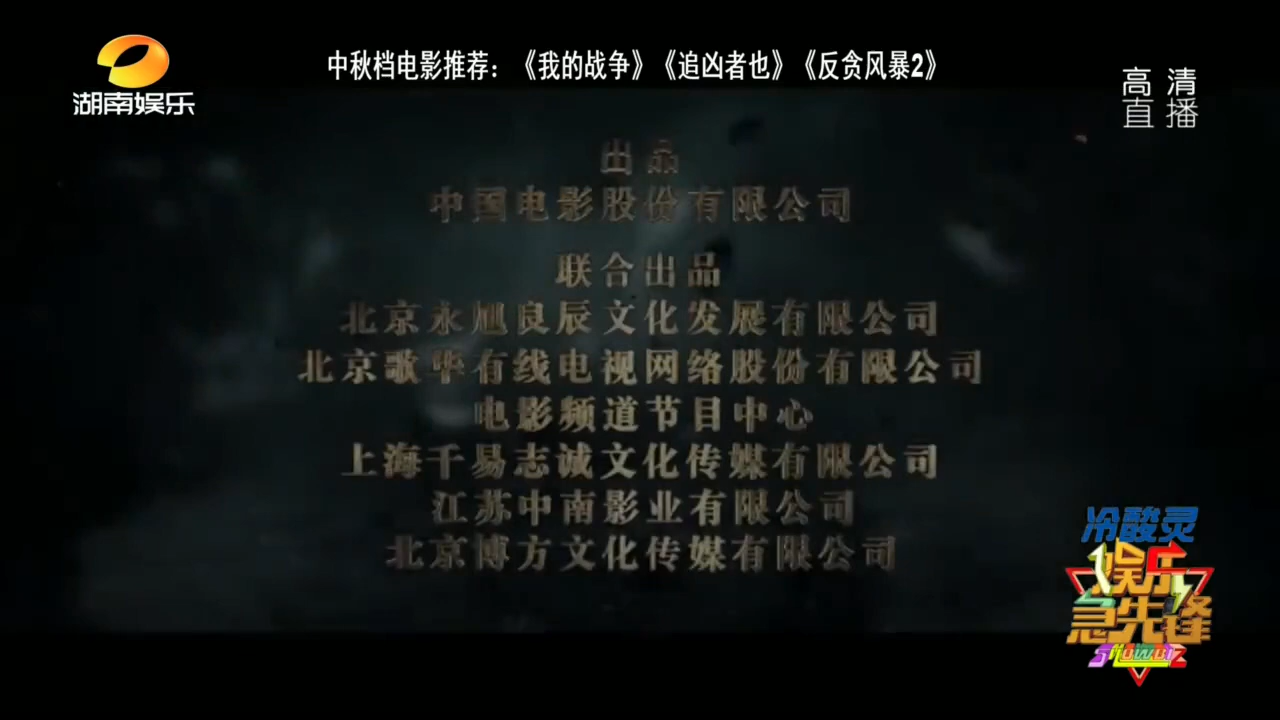 中秋档电影推荐：《我的战争》《追凶者也》《反贪风暴2》
湖南娱乐
高清
直播
出品
中国电影股份有限公司
联合出品
北京永旭良辰文化发展有限公司
北京歌华有线电视网络股份有限公司
电影频道节目中心
上海千易志诚文化传媒有限公司
江苏中南影业有限公司
北京博方文化传媒有限公司
冷酸灵
娱乐
急先锋
SHOWBIZ